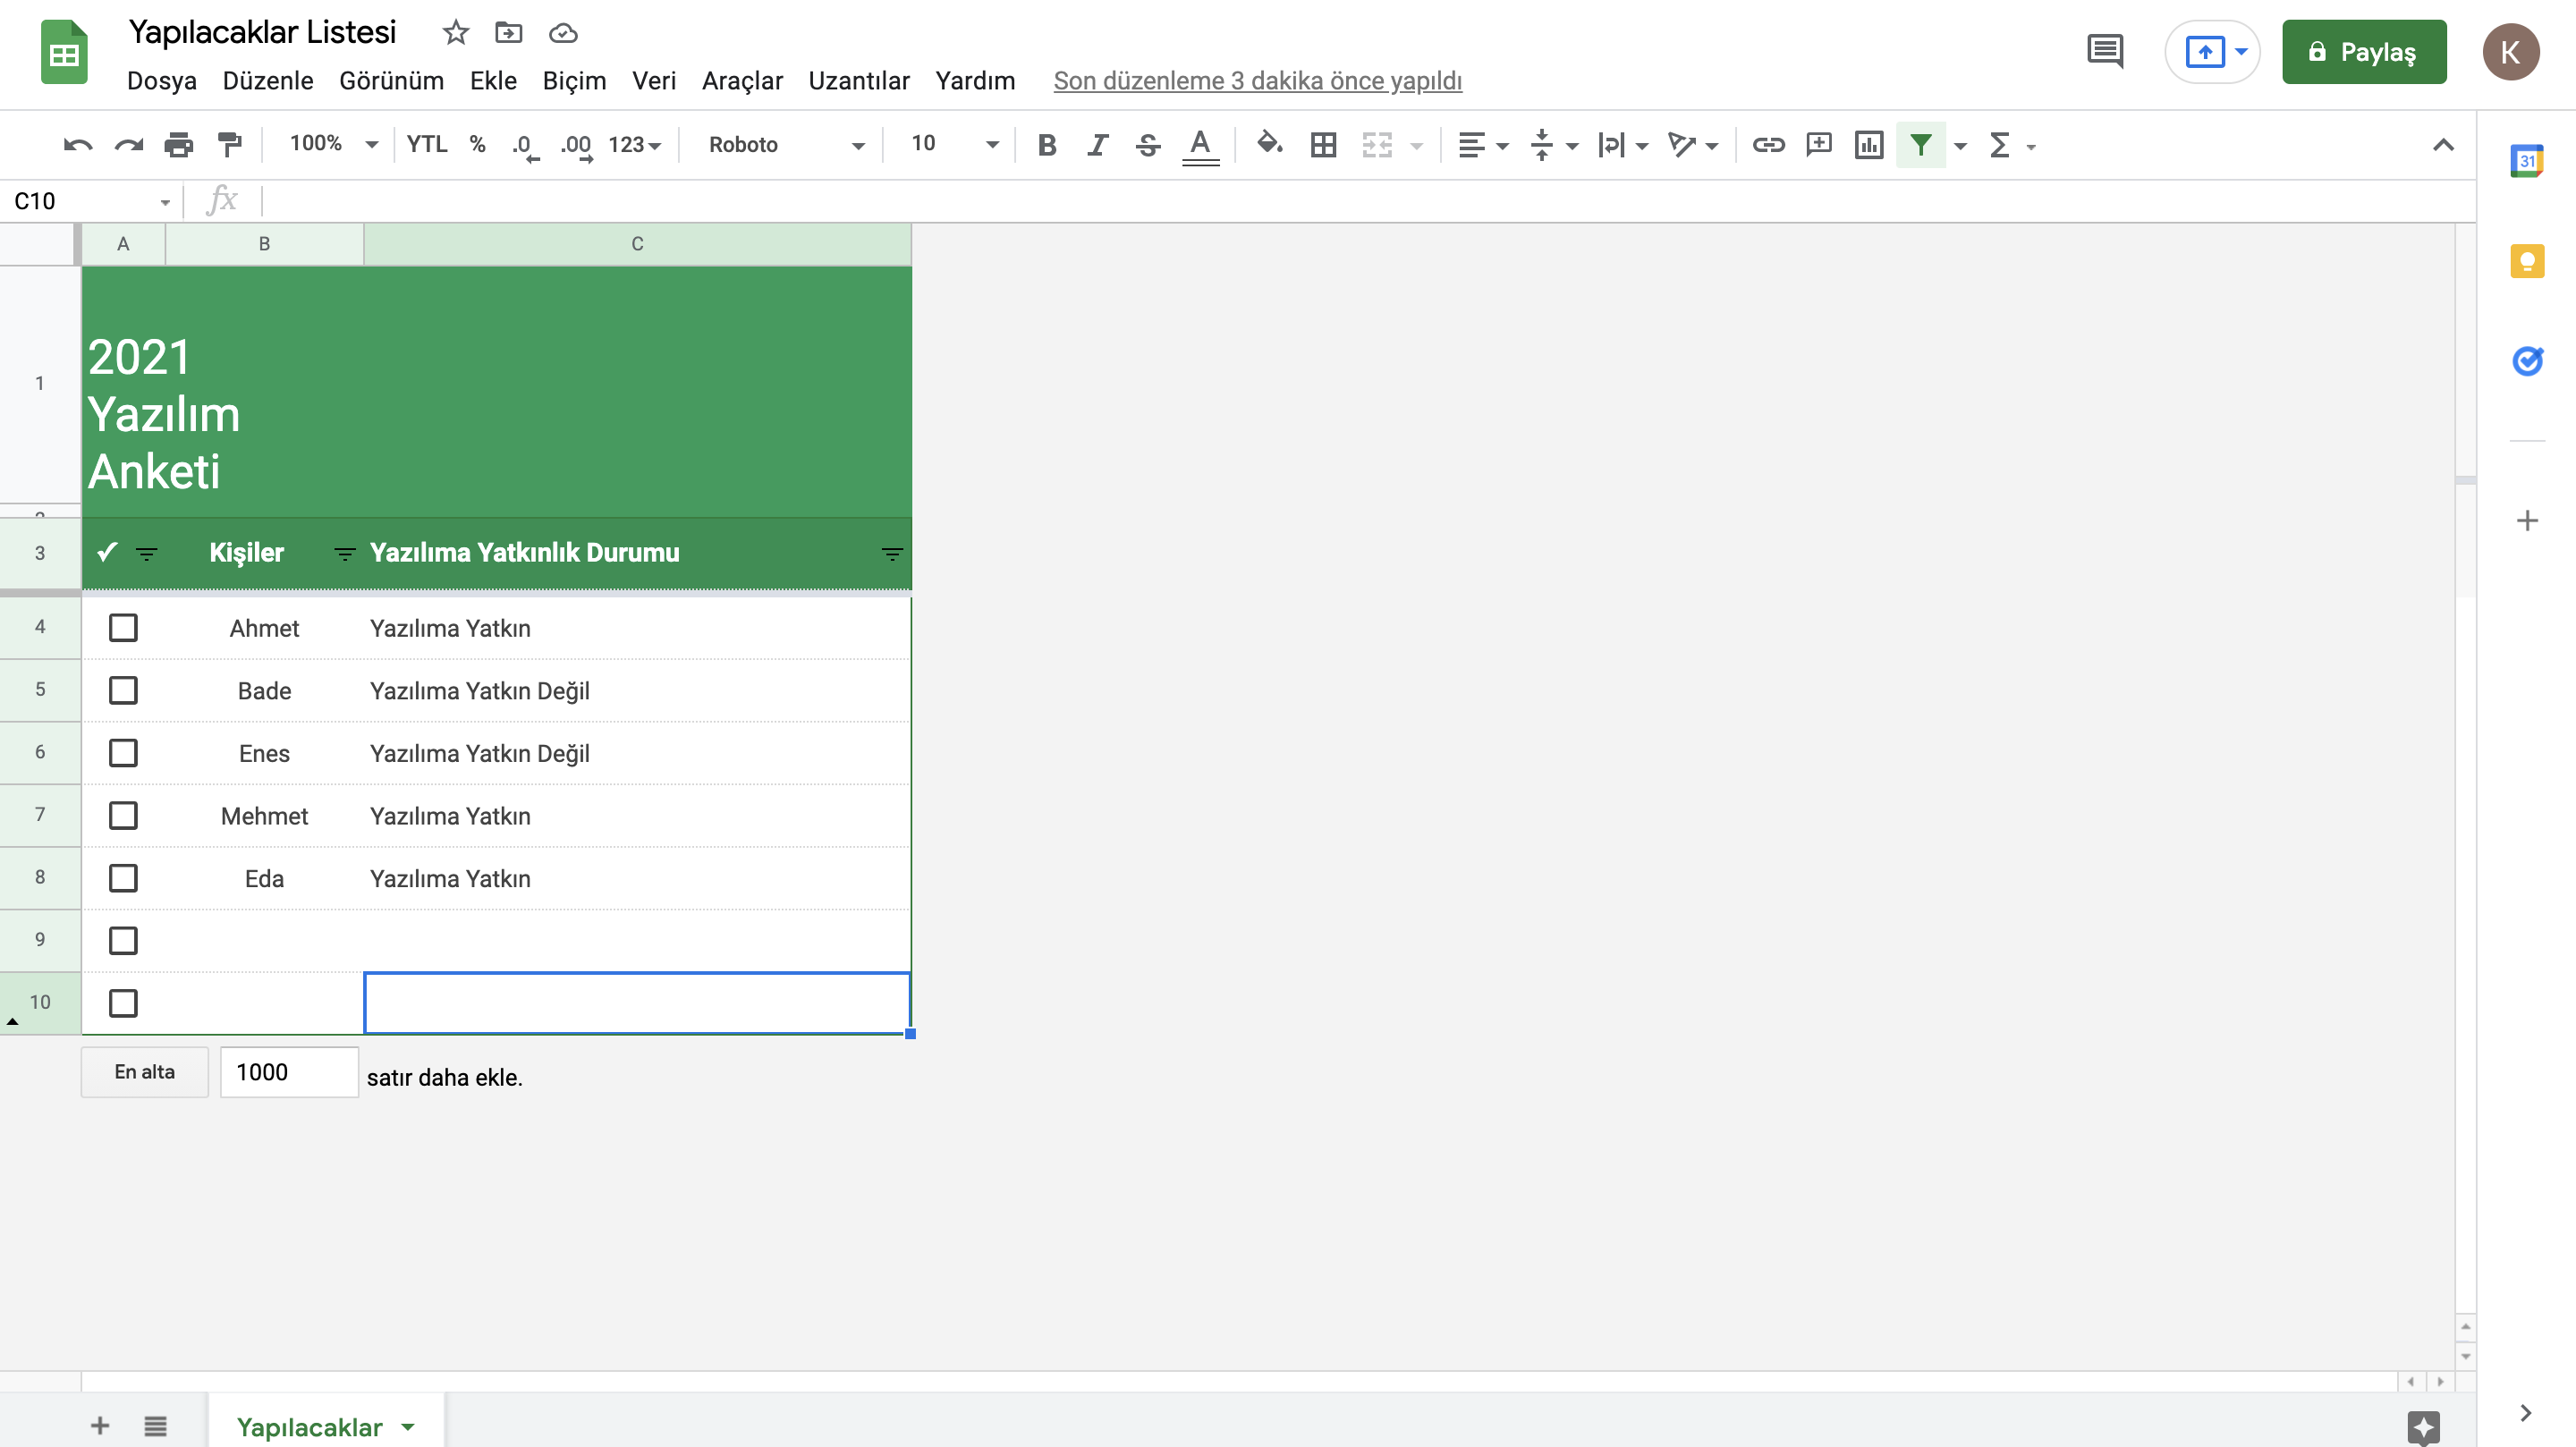 Yapılacaklar Listesi
Dosya Düzenle Görünüm Ekle Biçim Veri Araçlar Uzantılar Yardım Son düzenleme 3 dakika önce yapıldı
Paylaş
K
100% YTL % .0 .00 123 Roboto 10 B I S A Σ
31
C10 fx
A B C
1
2021
Yazılım
Anketi
2
3 ✓ Kişiler Yazılıma Yatkınlık Durumu
4 Ahmet Yazılıma Yatkın
5 Bade Yazılıma Yatkın Değil
6 Enes Yazılıma Yatkın Değil
7 Mehmet Yazılıma Yatkın
8 Eda Yazılıma Yatkın
9
10
En alta 1000 satır daha ekle.
Yapılacaklar